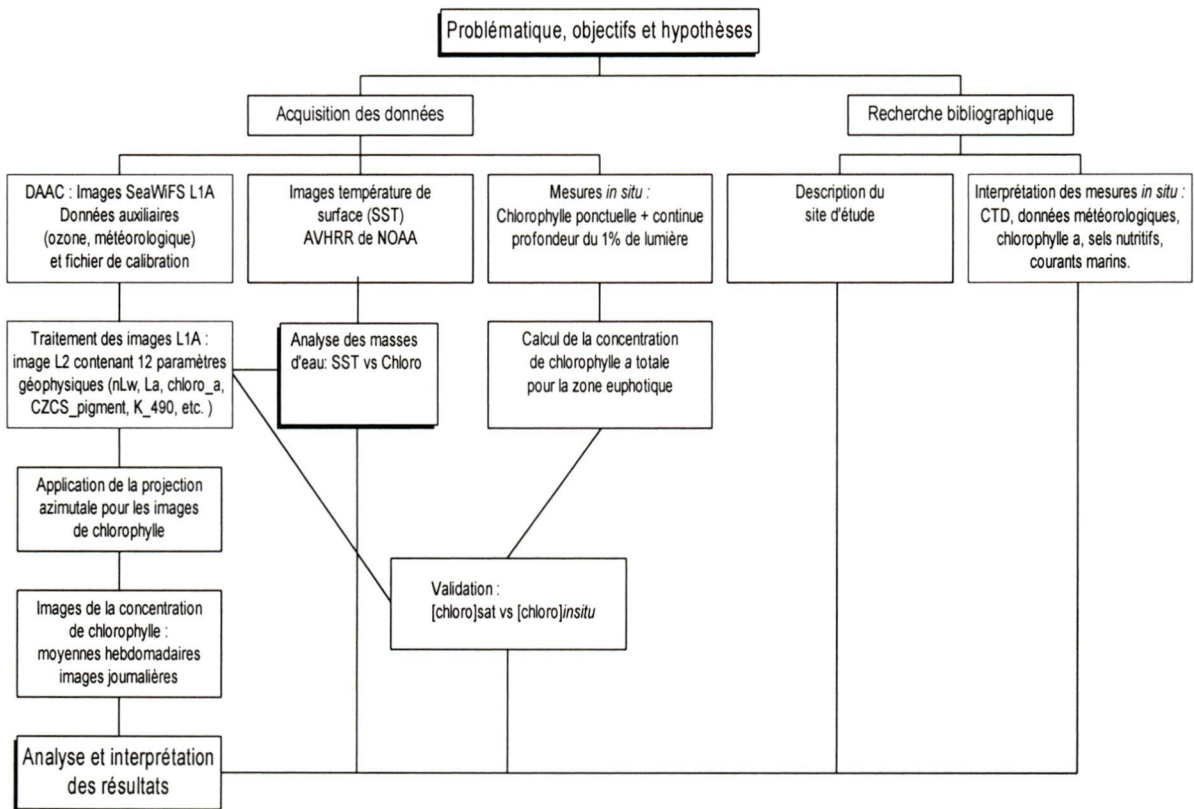 Problématique, objectifs et hypothèses
Acquisition des données
Recherche bibliographique
DAAC : Images SeaWiFS L1A
Données auxiliaires
(ozone, météorologique)
et fichier de calibration
Images température de
surface (SST)
AVHRR de NOAA
Mesures in situ :
Chlorophylle ponctuelle + continue
profondeur du 1% de lumière
Description du
site d'étude
Interprétation des mesures in situ :
CTD, données météorologiques,
chlorophylle a, sels nutritifs,
courants marins.
Traitement des images L1A :
image L2 contenant 12 paramètres
géophysiques (nLw, La, chloro_a,
CZCS_pigment, K_490, etc. )
Analyse des masses
d'eau: SST vs Chloro
Calcul de la concentration
de chlorophylle a totale
pour la zone euphotique
Application de la projection
azimutale pour les images
de chlorophylle
Validation :
[chloro]sat vs [chloro]insitu
Images de la concentration
de chlorophylle :
moyennes hebdomadaires
images journalières
Analyse et interprétation
des résultats